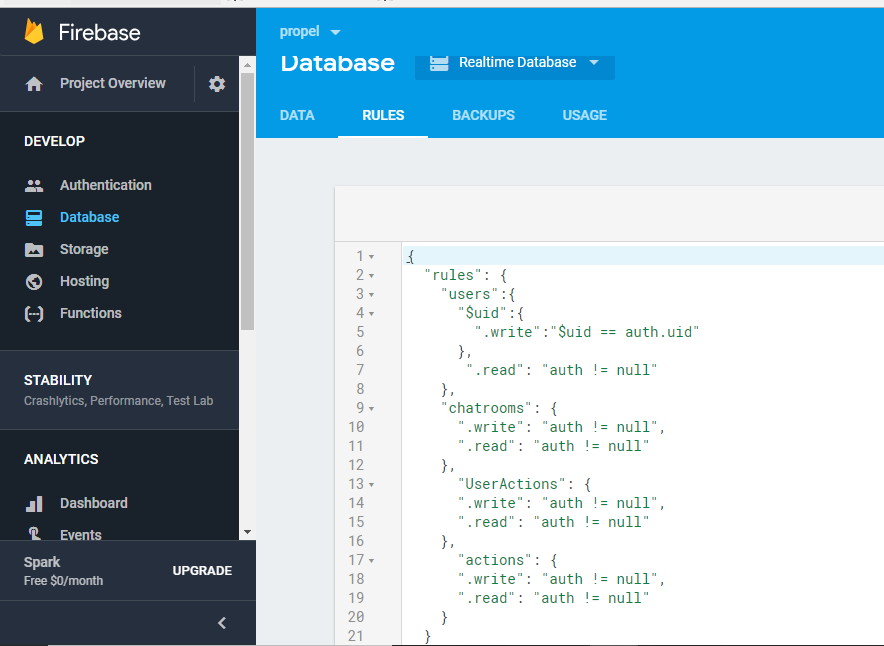 Firebase
Project Overview
DEVELOP
Authentication
Database
Storage
Hosting
Functions
STABILITY
Crashlytics, Performance, Test Lab
ANALYTICS
Dashboard
Events
Spark
Free $0/month
UPGRADE
propel
Database
Realtime Database
DATA RULES BACKUPS USAGE
1 {
2 "rules": {
3 "users":{
4 "$uid":{
5 ".write":"$uid == auth.uid"
6 },
7 ".read": "auth != null"
8 },
9 "chatrooms": {
10 ".write": "auth != null",
11 ".read": "auth != null"
12 },
13 "UserActions": {
14 ".write": "auth != null",
15 ".read": "auth != null"
16 },
17 "actions": {
18 ".write": "auth != null",
19 ".read": "auth != null"
20 }
21 }